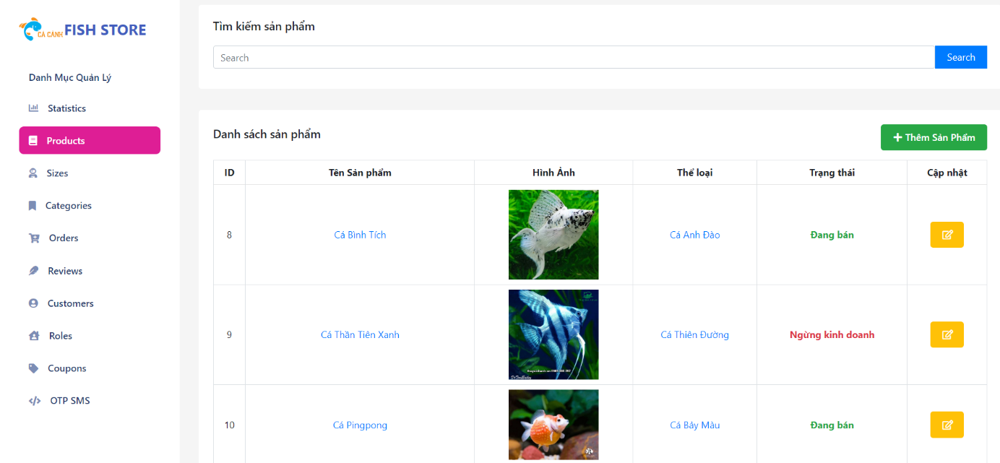 CÁ CẢNH FISH STORE
Danh Mục Quản Lý
Statistics
Products
Sizes
Categories
Orders
Reviews
Customers
Roles
Coupons
OTP SMS
Tìm kiếm sản phẩm
Search Search
Danh sách sản phẩm
Thêm Sản Phẩm
ID Tên Sản phẩm Hình Ảnh Thể loại Trạng thái Cập nhật
8 Cá Bình Tích Cá Anh Đào Đang bán
9 Cá Thần Tiên Xanh Cá Thiên Đường Ngừng kinh doanh
10 Cá Pingpong Cá Bảy Màu Đang bán